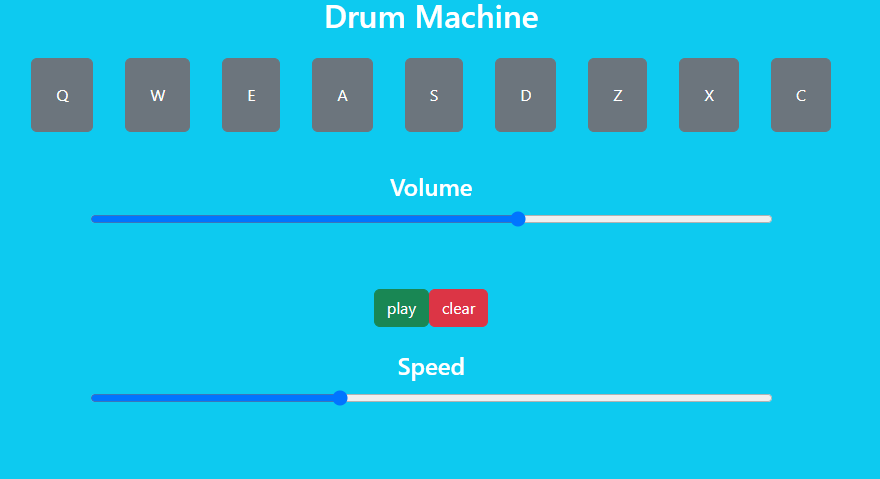 Drum Machine
Q W E A S D Z X C
Volume
play clear
Speed